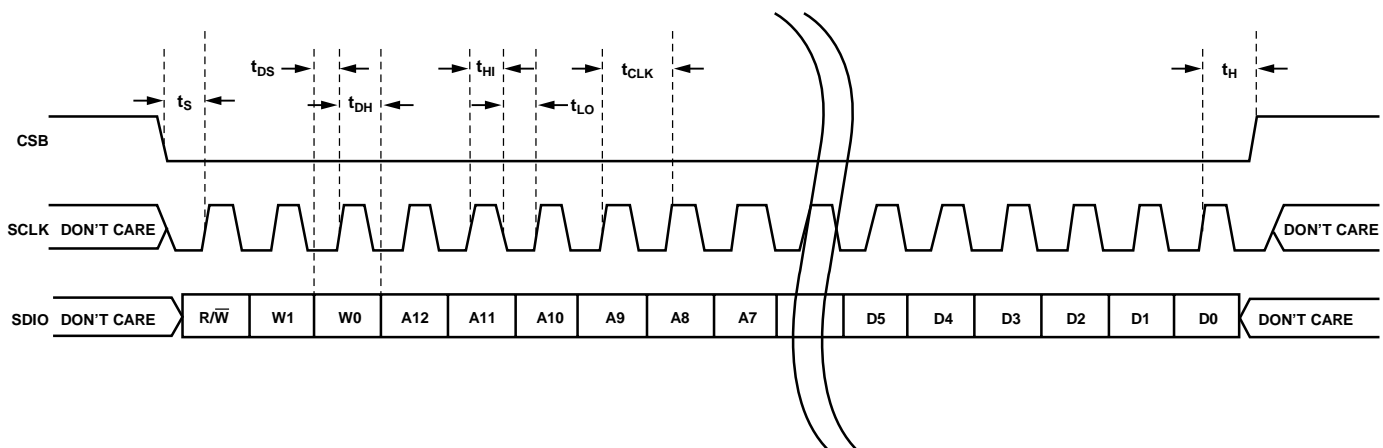 tDS
tHI
tCLK
tH
tS
tDH
tLO
CSB
SCLK DON'T CARE
DON'T CARE
SDIO DON'T CARE R/W̅ W1 W0 A12 A11 A10 A9 A8 A7 D5 D4 D3 D2 D1 D0 DON'T CARE